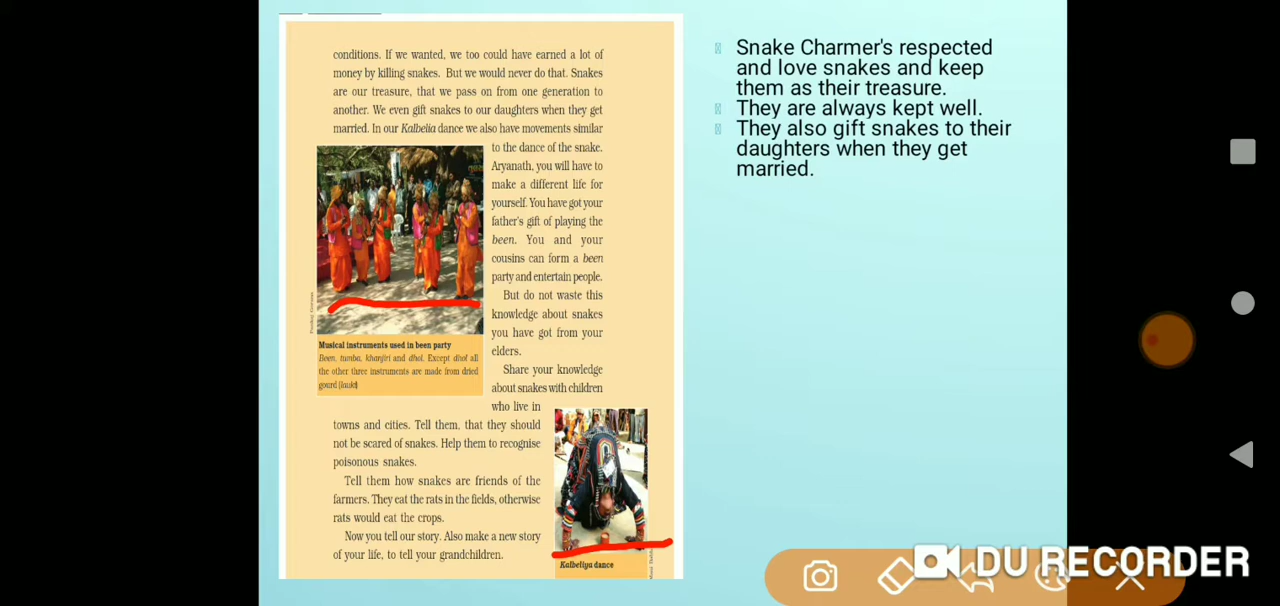 conditions. If we wanted, we too could have earned a lot of
money by killing snakes. But we would never do that. Snakes
are our treasure, that we pass on from one generation to
another. We even gift snakes to our daughters when they get
married. In our Kalbelia dance we also have movements similar
to the dance of the snake.
Aryanath, you will have to
make a different life for
yourself. You have got your
father's gift of playing the
been. You and your
cousins can form a been
party and entertain people.
But do not waste this
knowledge about snakes
you have got from your
elders.
Share your knowledge
about snakes with children
who live in
towns and cities. Tell them, that they should
not be scared of snakes. Help them to recognise
poisonous snakes.
Tell them how snakes are friends of the
farmers. They eat the rats in the fields, otherwise
rats would eat the crops.
Now you tell our story. Also make a new story
of your life, to tell your grandchildren.
Musical instruments used in been party
Been, tumba, khanjiri and dhol. Except dhol all
the other three instruments are made from dried
gourd (lauki)
Kalbeliya dance
Snake Charmer's respected
and love snakes and keep
them as their treasure.
They are always kept well.
They also gift snakes to their
daughters when they get
married.
DU RECORDER